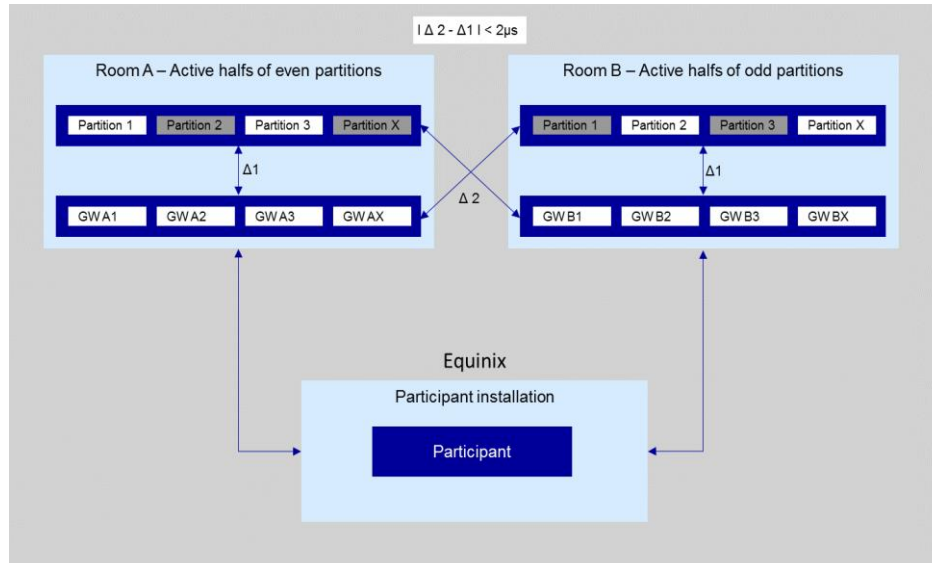 I Δ 2 - Δ1 I < 2µs
Room A – Active halfs of even partitions
Partition 1 Partition 2 Partition 3 Partition X
Δ1
GW A1 GW A2 GW A3 GW AX
Room B – Active halfs of odd partitions
Partition 1 Partition 2 Partition 3 Partition X
Δ1
GW B1 GW B2 GW B3 GW BX
Δ 2
Equinix
Participant installation
Participant